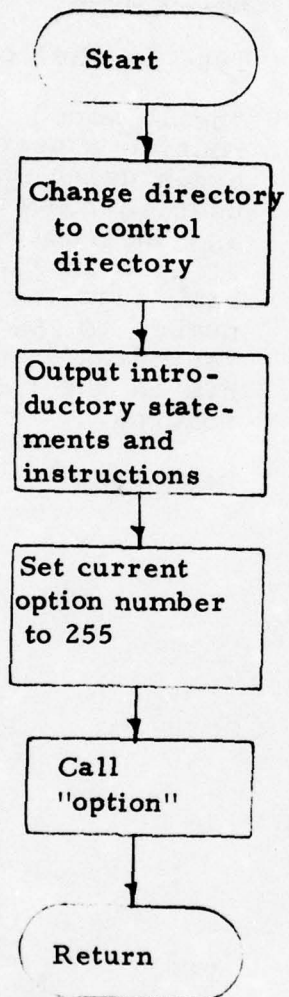 Start
Change directory
to control
directory
Output intro-
ductory state-
ments and
instructions
Set current
option number
to 255
Call
"option"
Return